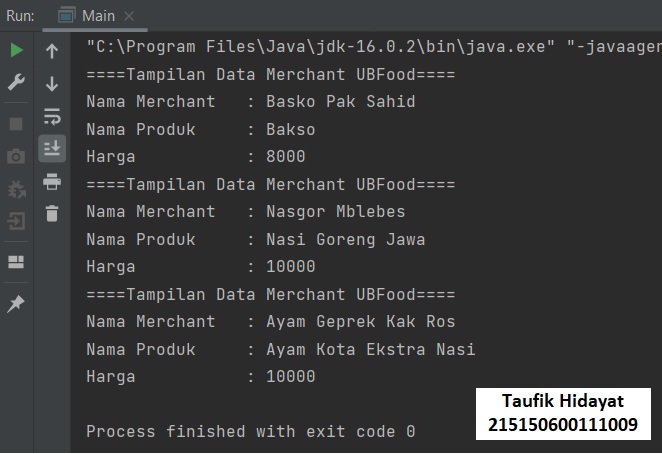 Run: Main
"C:\Program Files\Java\jdk-16.0.2\bin\java.exe" "-javaagen
====Tampilan Data Merchant UBFood====
Nama Merchant : Basko Pak Sahid
Nama Produk : Bakso
Harga : 8000
====Tampilan Data Merchant UBFood====
Nama Merchant : Nasgor Mblebes
Nama Produk : Nasi Goreng Jawa
Harga : 10000
====Tampilan Data Merchant UBFood====
Nama Merchant : Ayam Geprek Kak Ros
Nama Produk : Ayam Kota Ekstra Nasi
Harga : 10000
Process finished with exit code 0
Taufik Hidayat
215150600111009